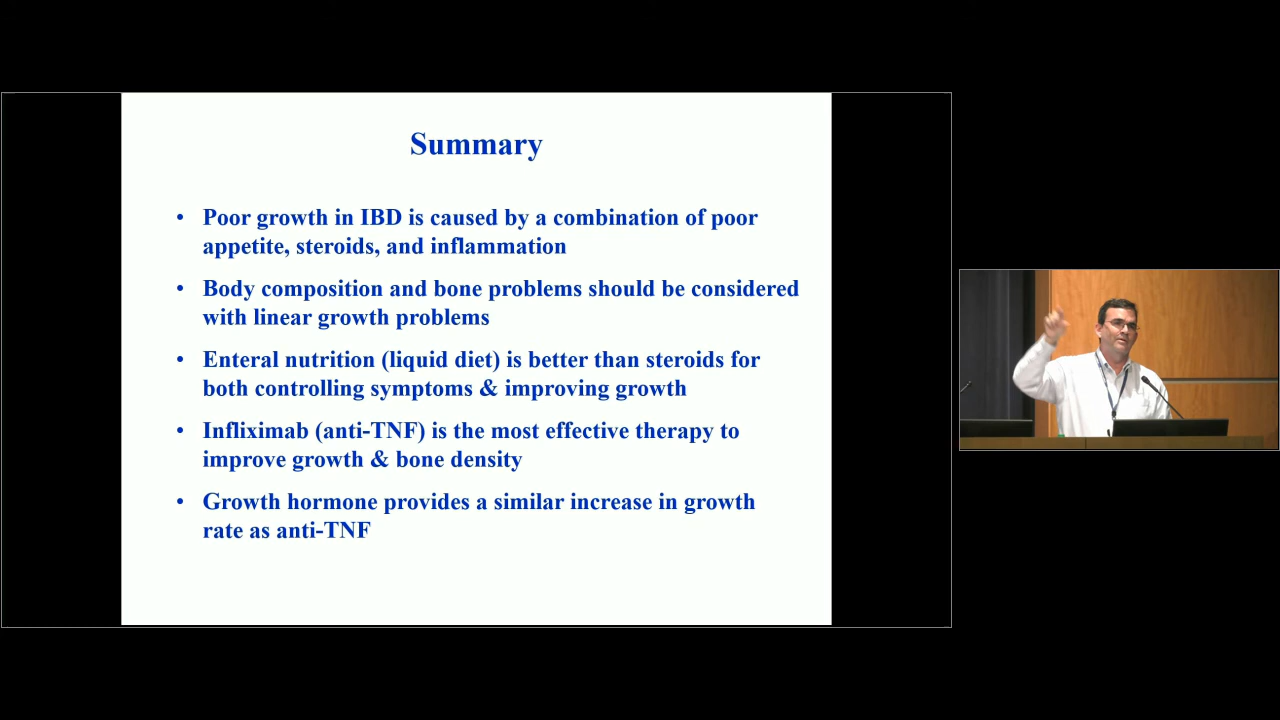 Summary
• Poor growth in IBD is caused by a combination of poor
appetite, steroids, and inflammation
• Body composition and bone problems should be considered
with linear growth problems
• Enteral nutrition (liquid diet) is better than steroids for
both controlling symptoms & improving growth
• Infliximab (anti-TNF) is the most effective therapy to
improve growth & bone density
• Growth hormone provides a similar increase in growth
rate as anti-TNF